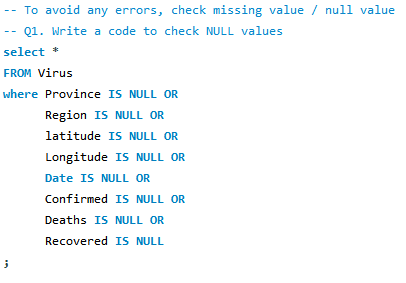 -- To avoid any errors, check missing value / null value
-- Q1. Write a code to check NULL values
select *
FROM Virus
where Province IS NULL OR
Region IS NULL OR
latitude IS NULL OR
Longitude IS NULL OR
Date IS NULL OR
Confirmed IS NULL OR
Deaths IS NULL OR
Recovered IS NULL
;